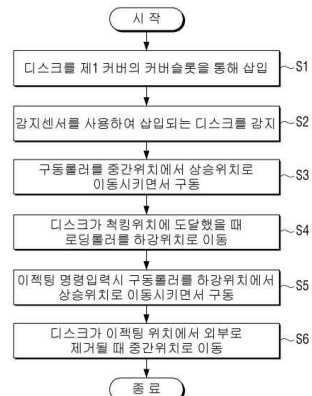 시 작
디스크를 제1 커버의 커버슬롯을 통해 삽입
S1
감지센서를 사용하여 삽입되는 디스크를 감지
S2
구동롤러를 중간위치에서 상승위치로
이동시키면서 구동
S3
디스크가 척킹위치에 도달했을 때
로딩롤러를 하강위치로 이동
S4
이젝팅 명령입력시 구동롤러를 하강위치에서
상승위치로 이동시키면서 구동
S5
디스크가 이젝팅 위치에서 외부로
제거될 때 중간위치로 이동
S6
종 료